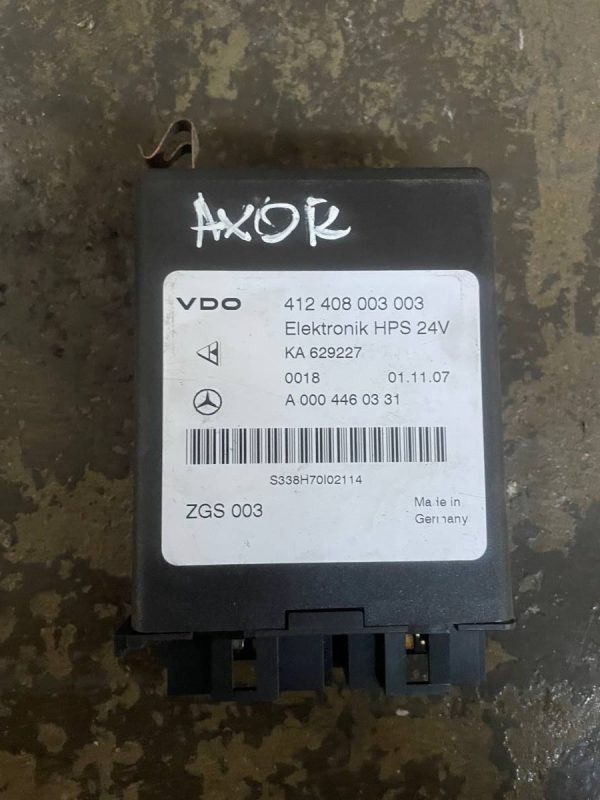 AXOR
VDO 412 408 003 003
Elektronik HPS 24V
KA 629227
0018 01.11.07
A 000 446 03 31
S338H70I02114
ZGS 003 Made in
Germany